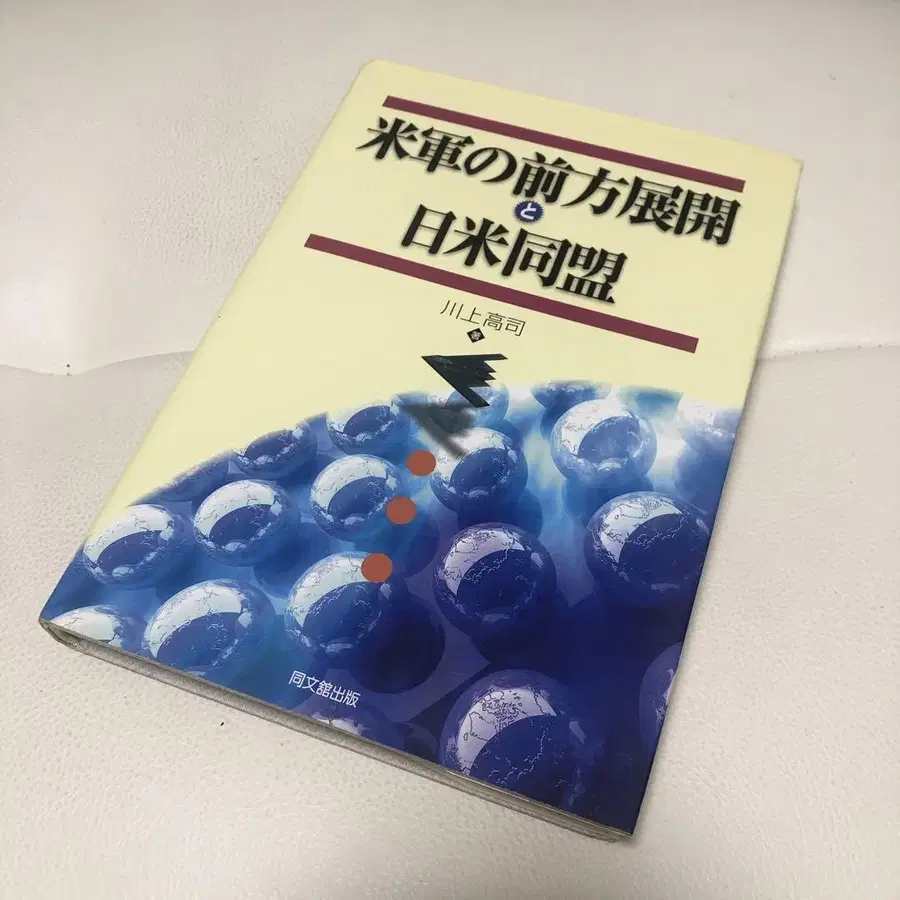 米軍の前方展開
と
日米同盟
川上高司
著
同文舘出版